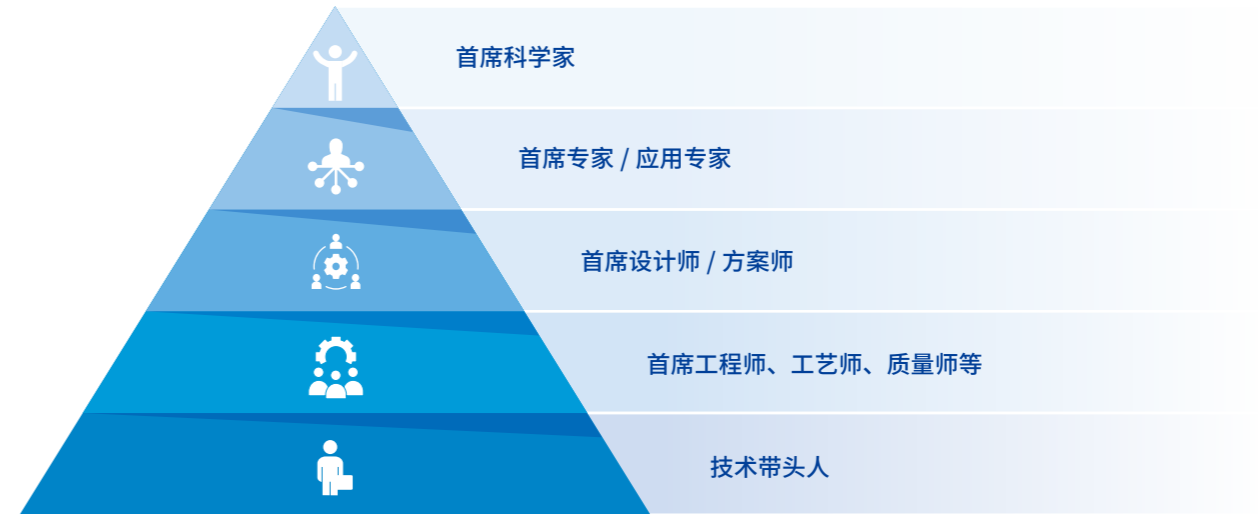 首席科学家
首席专家 / 应用专家
首席设计师 / 方案师
首席工程师、工艺师、质量师等
技术带头人